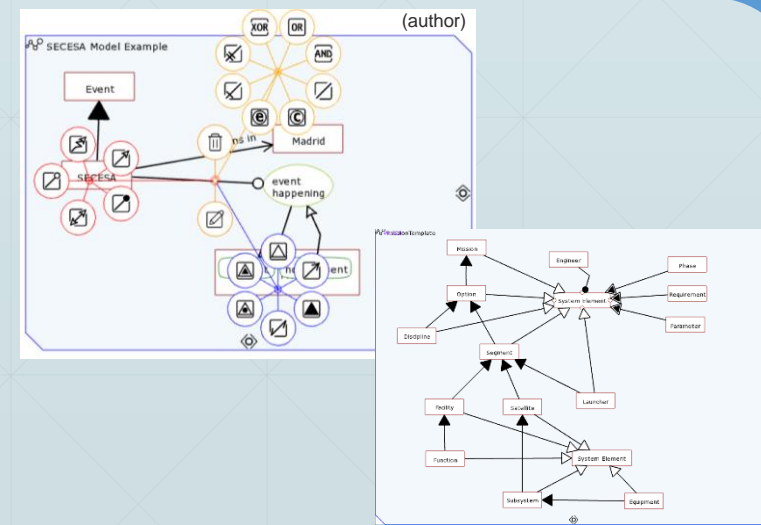 (author)
SECESA Model Example
XOR
OR
AND
Event
e
C
ns in
Madrid
SECESA
event
happening
Mission
Engineer
Phase
Option
System Element
Requirement
Parameter
Discipline
Segment
Launcher
Facility
Satellite
Function
System Element
Subsystem
Equipment